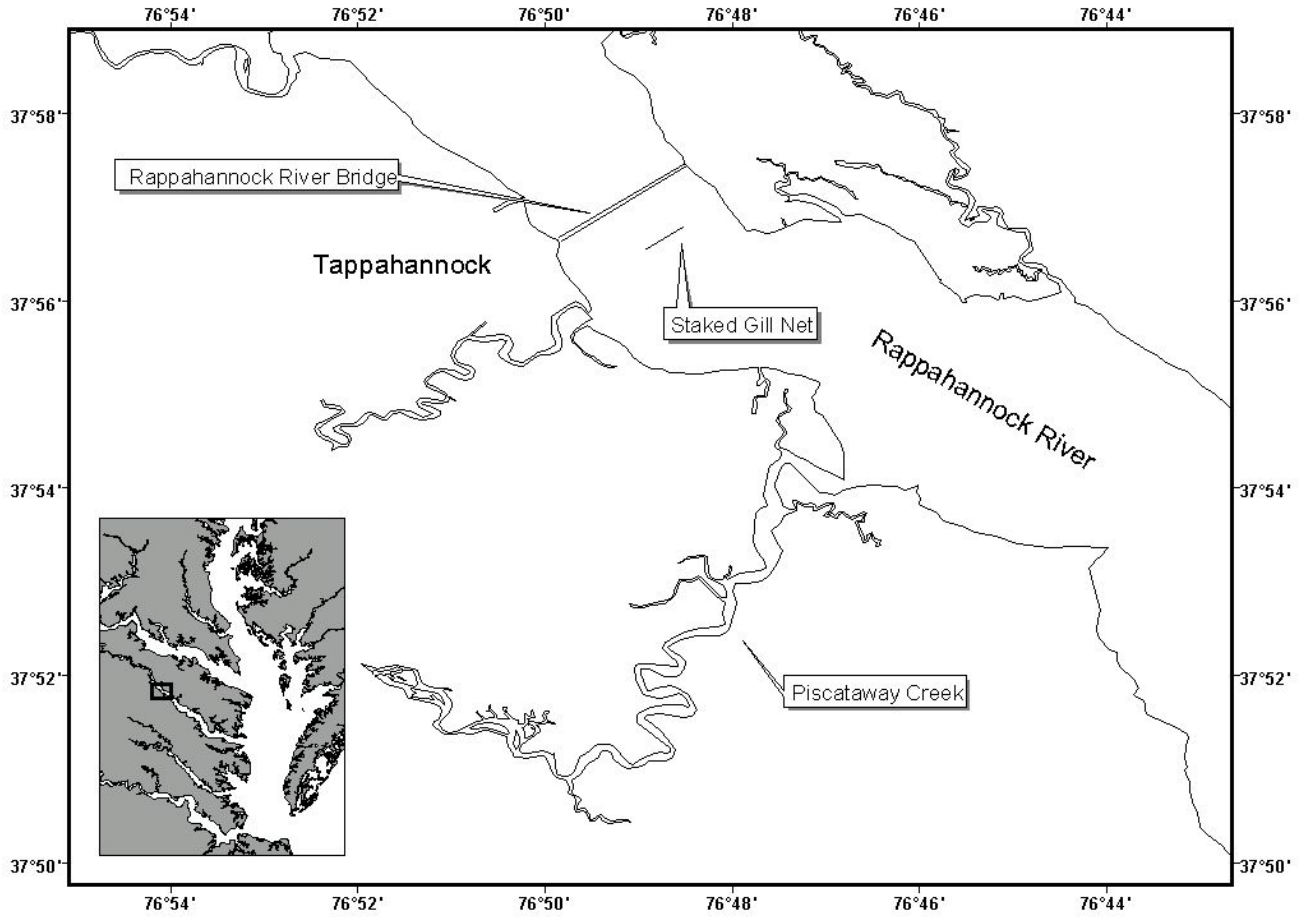 76°54' 76°52' 76°50' 76°48' 76°46' 76°44'
37°58' 37°58'
Rappahannock River Bridge
Tappahannock
37°56' 37°56'
Staked Gill Net
Rappahannock River
37°54' 37°54'
37°52' 37°52'
Piscataway Creek
37°50' 37°50'
76°54' 76°52' 76°50' 76°48' 76°46' 76°44'